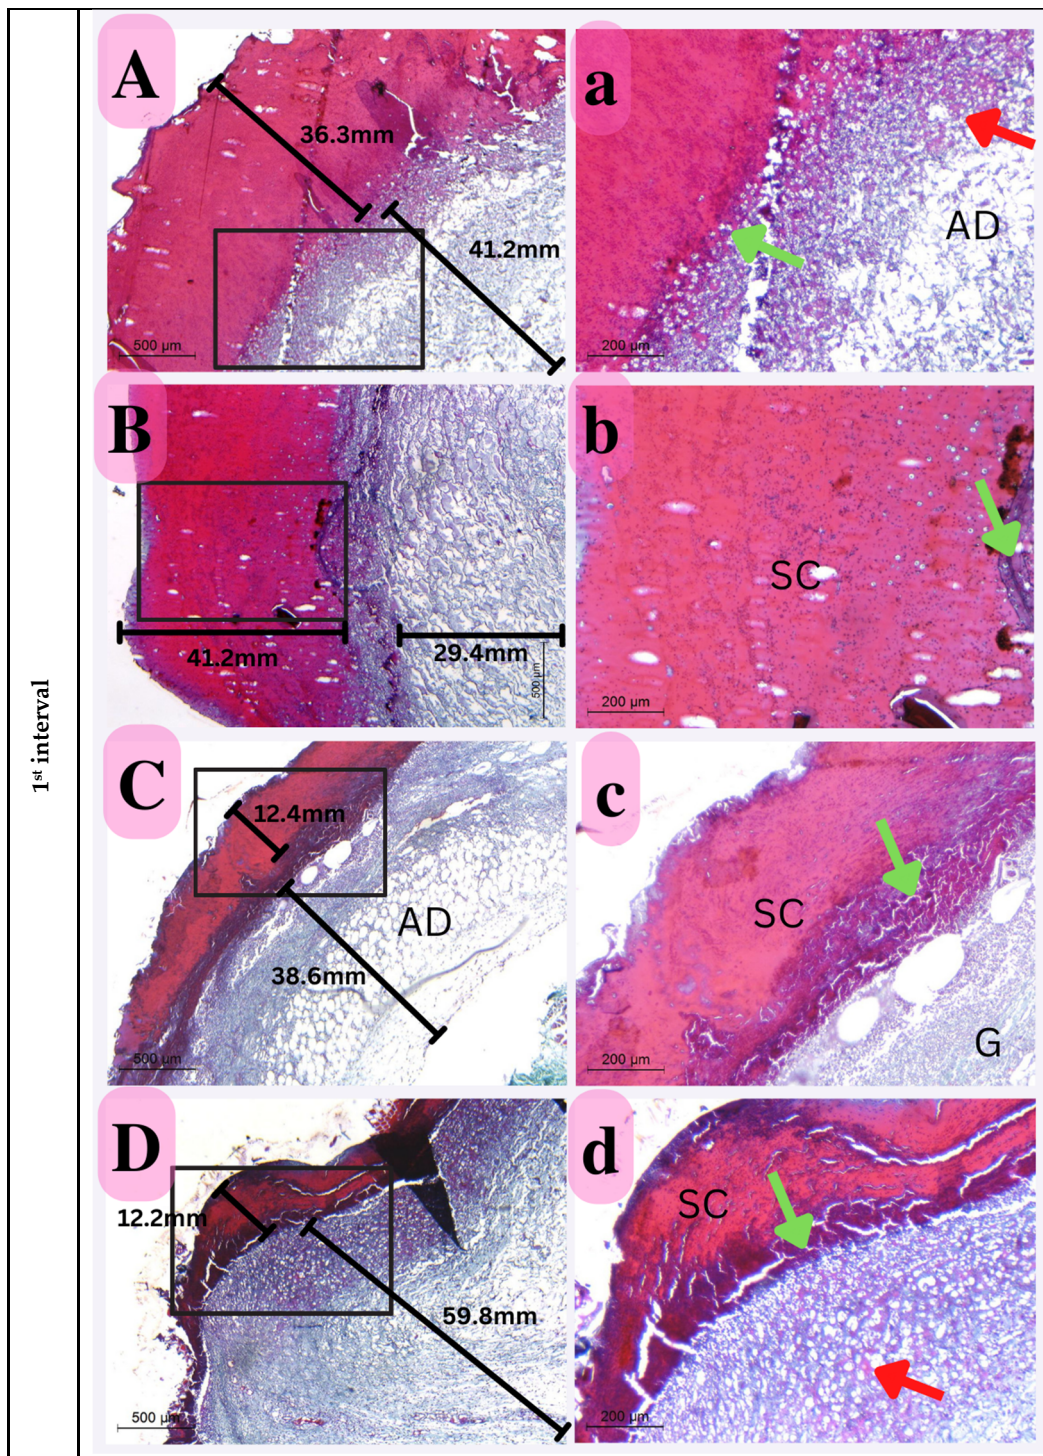 1st interval
A
36.3mm
41.2mm
500 µm
a
AD
200 µm
B
41.2mm
29.4mm
500 µm
b
SC
200 µm
C
12.4mm
AD
38.6mm
500 µm
c
SC
G
200 µm
D
12.2mm
59.8mm
500 µm
d
SC
200 µm